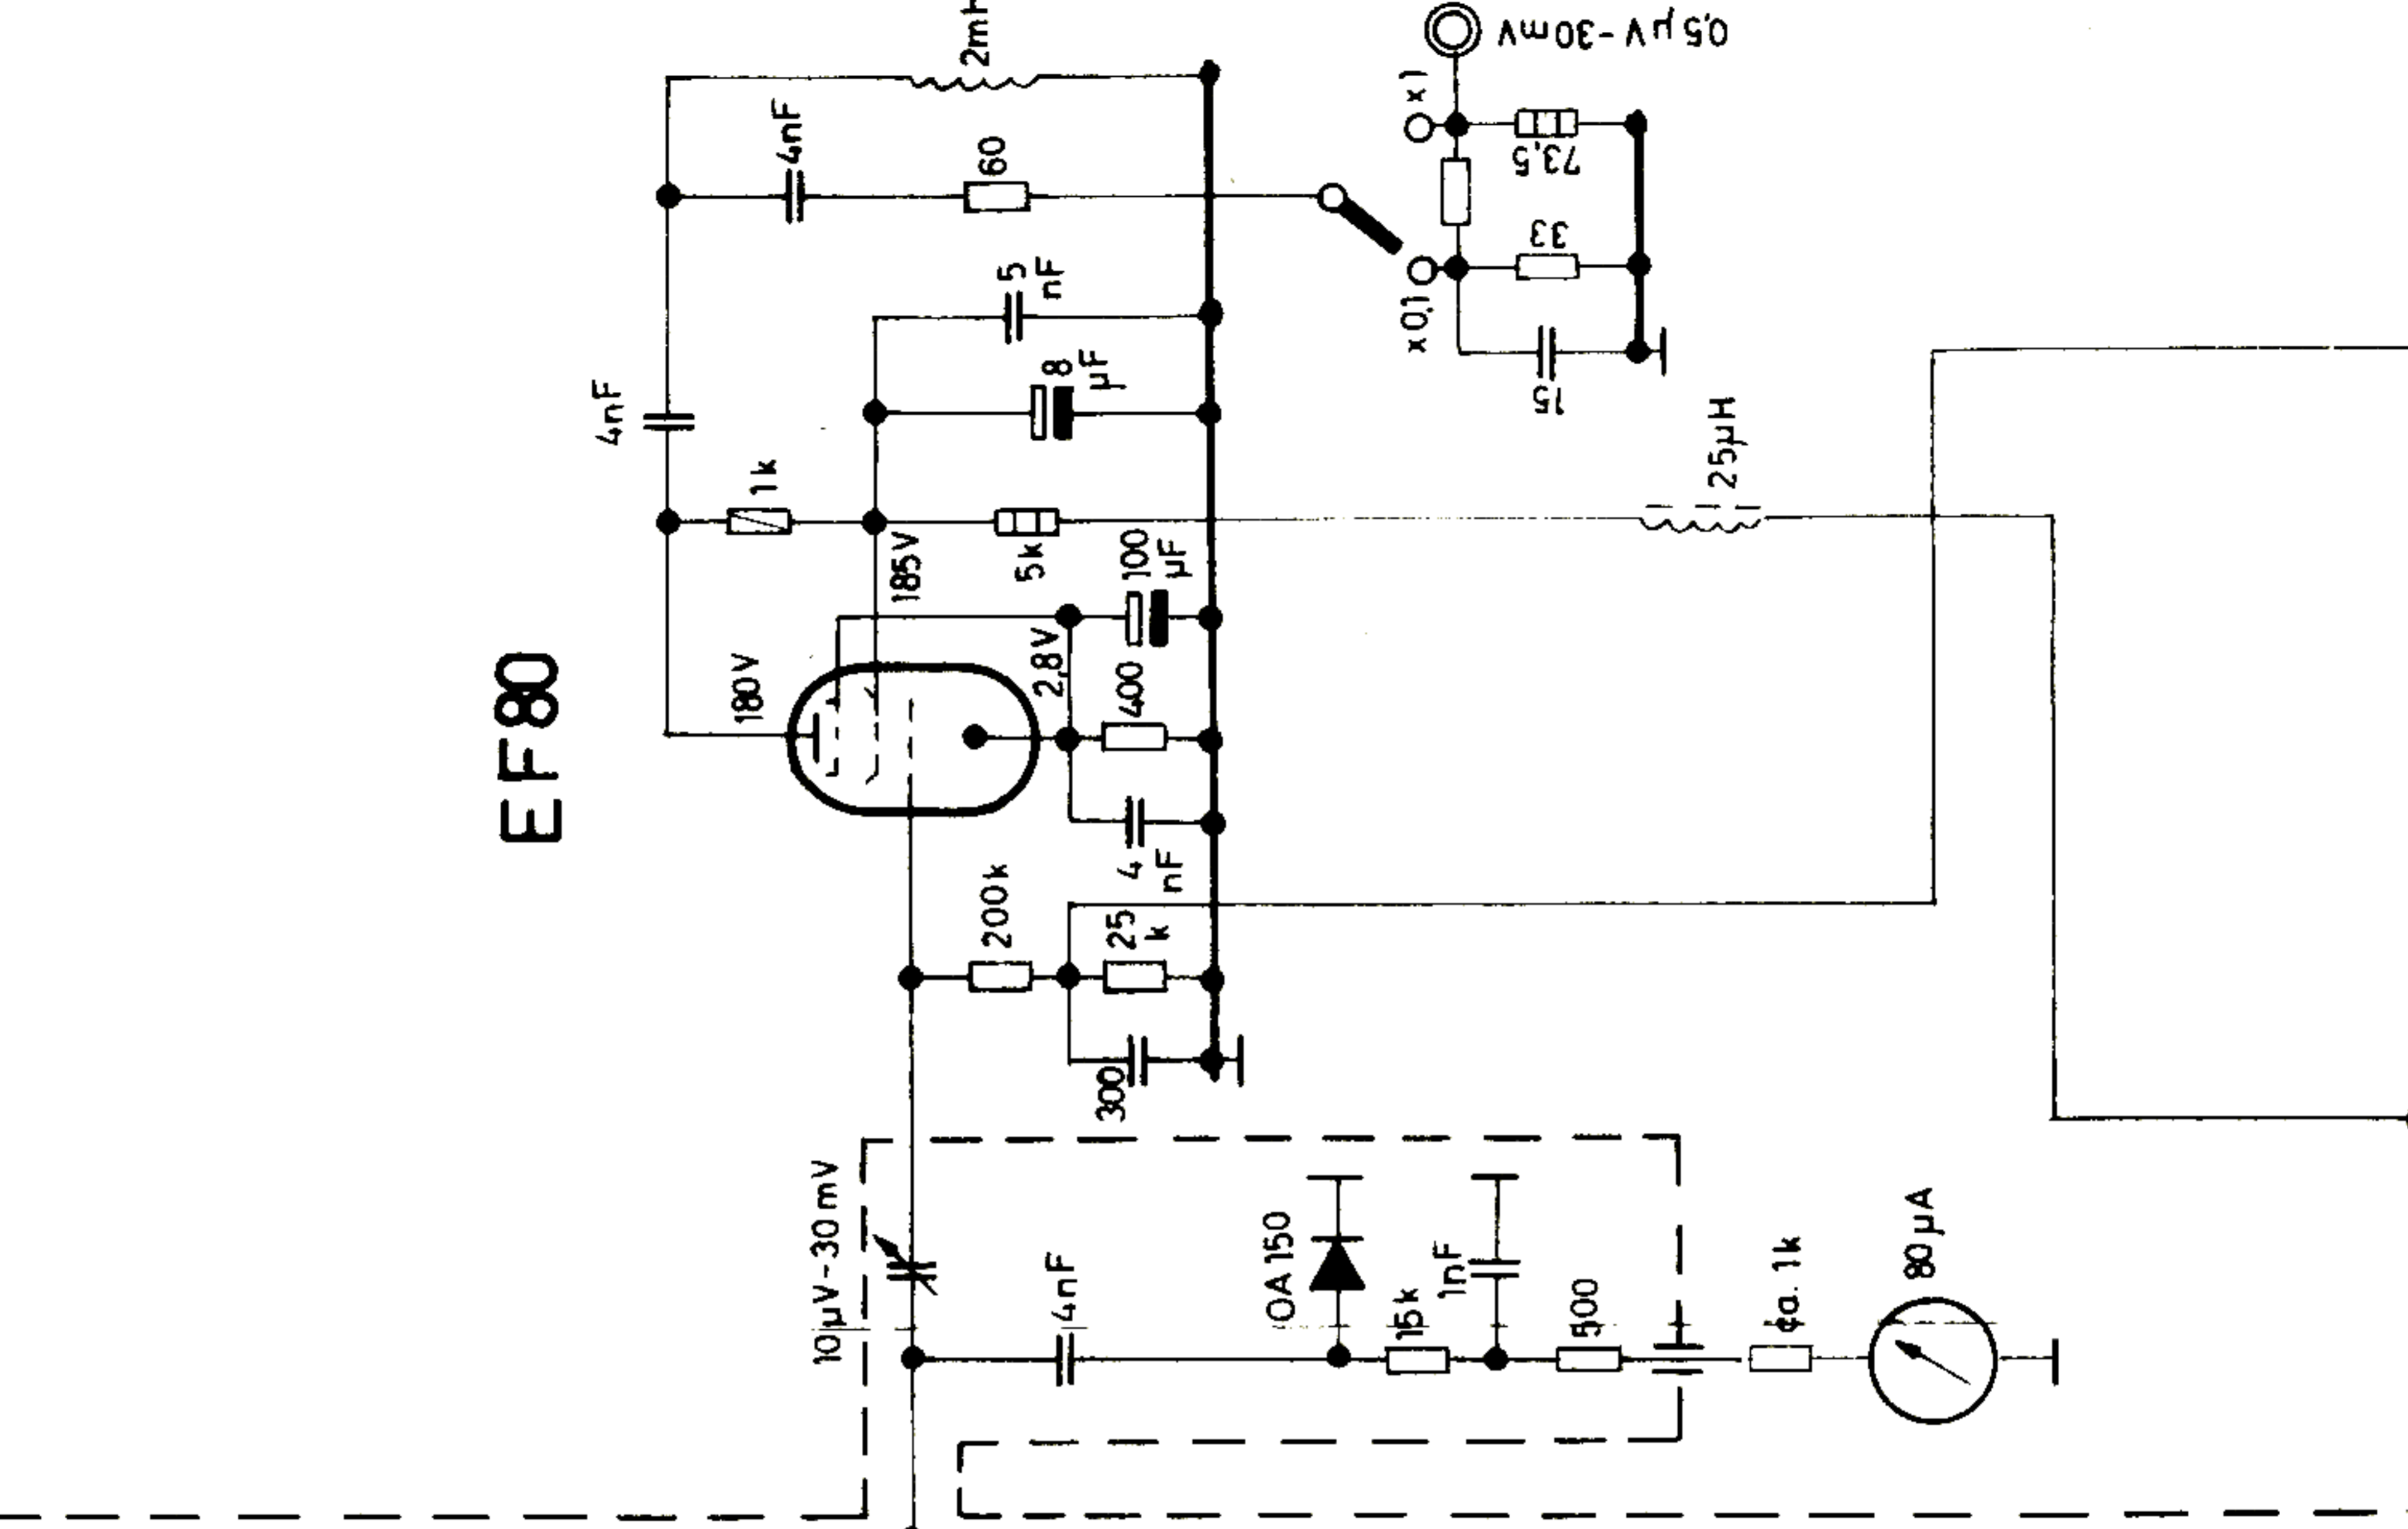 2mH
0,5µV-30mV
x1
4nF
60
73,5
5
nF
33
x0,1
8
µF
4nF
15
25µH
1k
185V
5k
100
µF
EF80
180V
2,8V
400
4
nF
200k
25
k
300
10µV-30mV
OA150
4nF
15k
1nF
500
ca. 1k
80µA